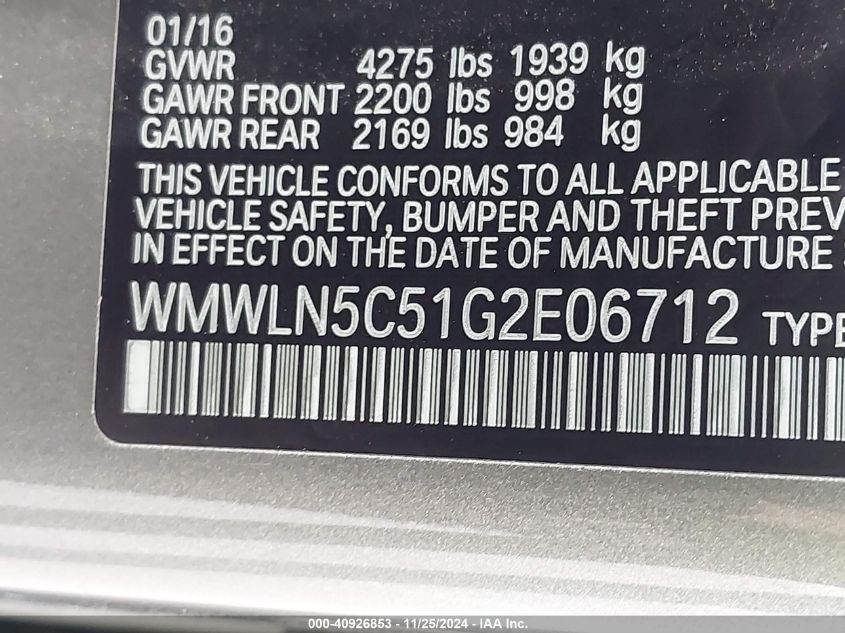 01/16
GVWR 4275 lbs 1939 kg
GAWR FRONT 2200 lbs 998 kg
GAWR REAR 2169 lbs 984 kg
THIS VEHICLE CONFORMS TO ALL APPLICABLE
VEHICLE SAFETY, BUMPER AND THEFT PREV
IN EFFECT ON THE DATE OF MANUFACTURE
WMWLN5C51G2E06712 TYPE
000-40926853 - 11/25/2024 - IAA Inc.